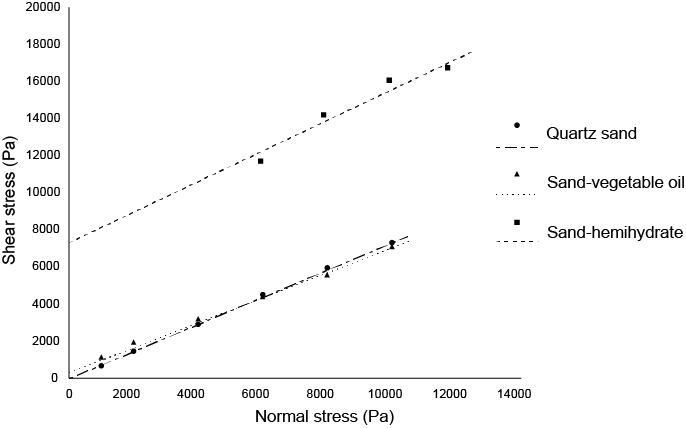 20000
18000
16000
14000
12000
10000
8000
6000
4000
2000
0
Shear stress (Pa)
0 2000 4000 6000 8000 10000 12000 14000
Normal stress (Pa)
Quartz sand
Sand-vegetable oil
Sand-hemihydrate